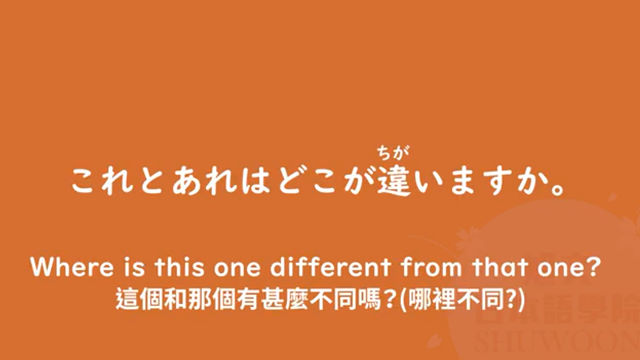 ちが
これとあれはどこが違いますか。
Where is this one different from that one?
這個和那個有甚麼不同嗎？(哪裡不同?)
日本語學院
SHUWOON